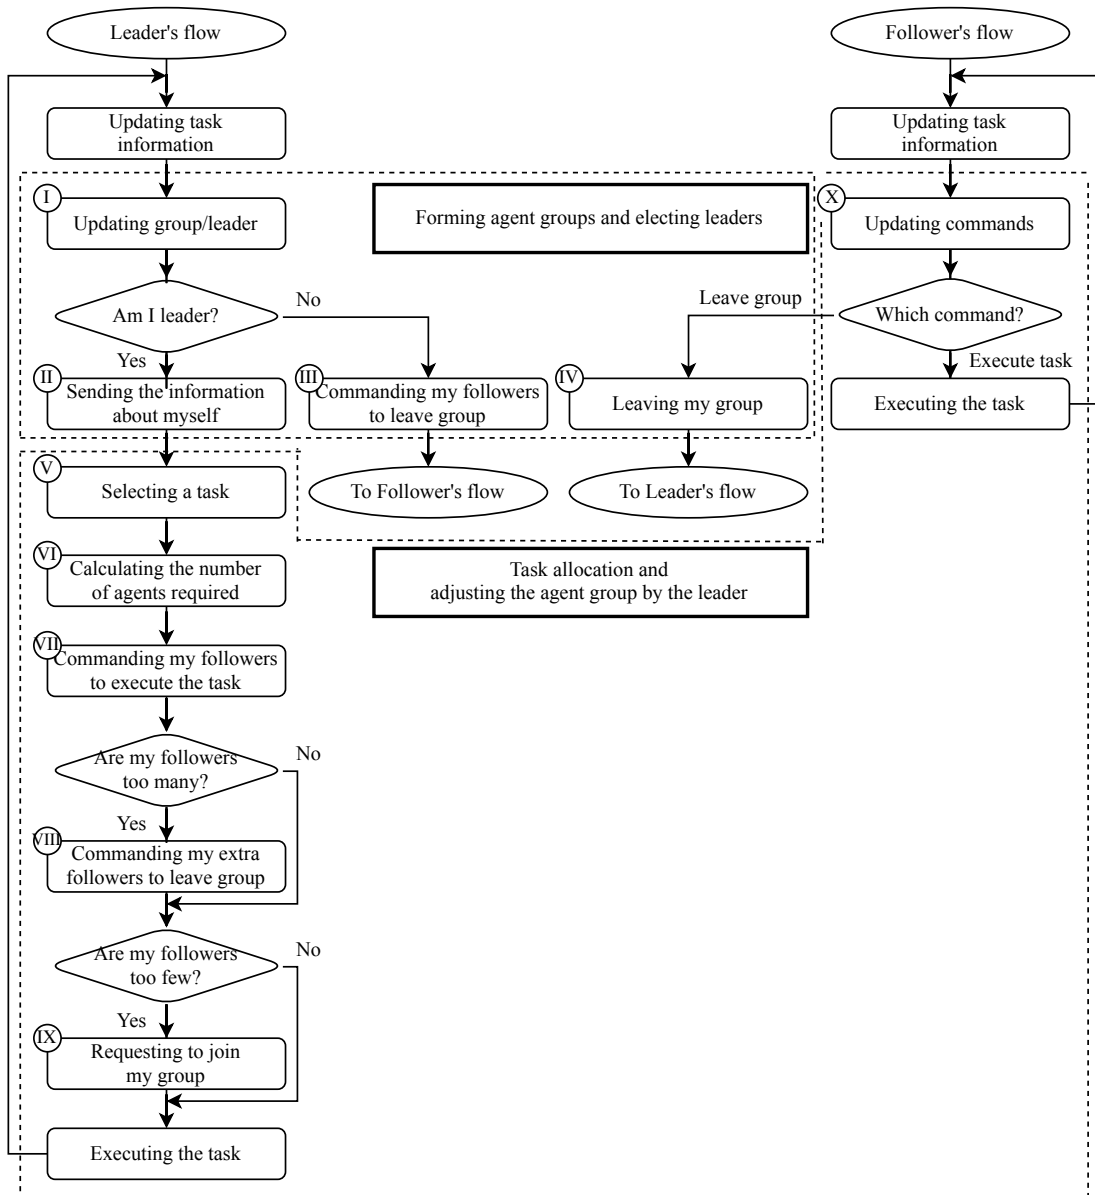 Leader's flow
Follower's flow
Updating task
information
Updating task
information
I
Updating group/leader
Forming agent groups and electing leaders
X
Updating commands
Am I leader?
No
Leave group
Which command?
Yes
Execute task
II
Sending the information
about myself
III
Commanding my followers
to leave group
IV
Leaving my group
Executing the task
V
Selecting a task
To Follower's flow
To Leader's flow
VI
Calculating the number
of agents required
Task allocation and
adjusting the agent group by the leader
VII
Commanding my followers
to execute the task
Are my followers
too many?
No
Yes
VIII
Commanding my extra
followers to leave group
Are my followers
too few?
No
Yes
IX
Requesting to join
my group
Executing the task